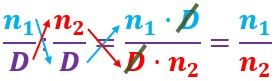 n₁ n₂ n₁ · D n₁
: = =
D D D · n₂ n₂